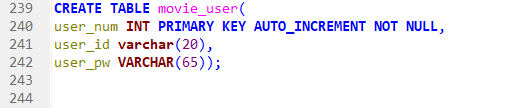 239 CREATE TABLE movie_user(
240 user_num INT PRIMARY KEY AUTO_INCREMENT NOT NULL,
241 user_id varchar(20),
242 user_pw VARCHAR(65));
243
244